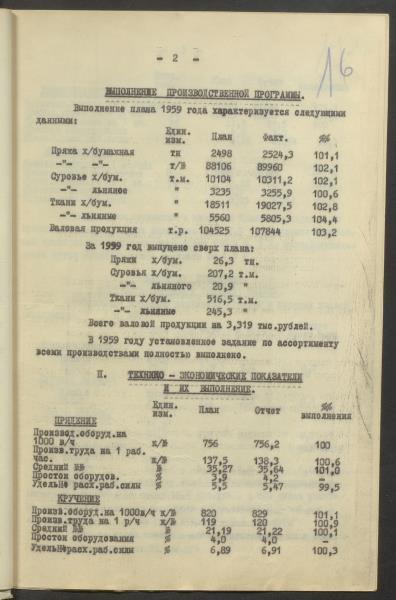 - 2 -
16
ВЫПОЛНЕНИЕ ПРОИЗВОДСТВЕННОЙ ПРОГРАММЫ.
Выполнение плана 1959 года характеризуется следующими
данными:
Един. изм. План Факт. %%
Пряжа х/бумажная тн 2498 2524,3 101,1
-"- -"- т/№ 88106 89960 102,1
Суровье х/бум. т.м. 10104 10311,2 102,1
-"- льняное " 3235 3255,9 100,6
Ткани х/бум. " 18511 19027,5 102,8
-"- льняные " 5560 5805,3 104,4
Валовая продукция т.р. 104525 107844 103,2
За 1959 год выпущено сверх плана:
Пряжи х/бум. 26,3 тн.
Суровья х/бум. 207,2 т.м.
-"- льняного 20,9 "
Ткани х/бум. 516,5 т.м.
-"- льняные 245,3 "
Всего валовой продукции на 3,319 тыс.рублей.
В 1959 году установленное задание по ассортименту
всеми производствами полностью выполнено.
II. ТЕХНИКО - ЭКОНОМИЧЕСКИЕ ПОКАЗАТЕЛИ
И ИХ ВЫПОЛНЕНИЕ.
Един. изм. План Отчет %% выполнения
ПРЯДЕНИЕ
Производ.оборуд.на
1000 в/ч к/№ 756 756,2 100
Произв.труда на 1 раб.
час. к/№ 137,5 138,3 100,6
Средний №№ № 35,27 35,64 101,0
Простои оборудов. % 3,9 4,2 -
Удельн.расх.раб.силы % 5,5 5,47 99,5
КРУЧЕНИЕ
Произв.оборуд.на 1000в/ч к/№ 820 829 101,1
Произв.труда на 1 р/ч к/№ 119 120 100,9
Средний №№ № 21,19 21,22 100,1
Простои оборудования % 4,0 4,0 -
Удельн.расх.раб.силы % 6,89 6,91 100,3